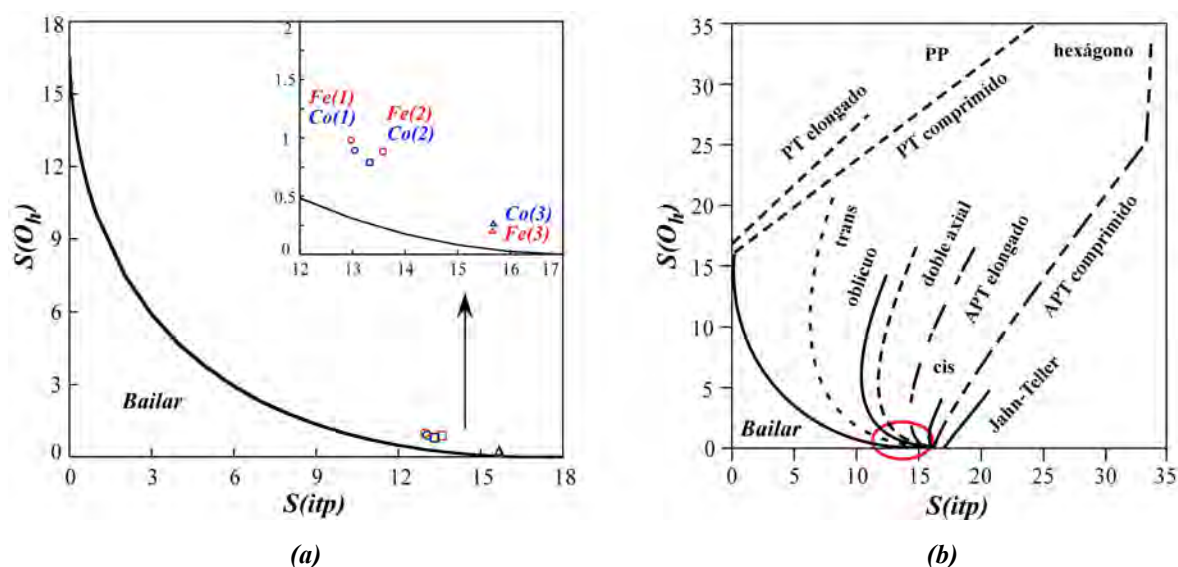 18
15
12
9
6
3
0
S(O_h)
0
3
6
9
12
15
18
S(itp)
Bailar
2
1.5
1
0.5
0
12
13
14
15
16
17
Fe(1)
Co(1)
Fe(2)
Co(2)
Co(3)
Fe(3)
(a)
35
30
25
20
15
10
5
0
S(O_h)
0
5
10
15
20
25
30
35
S(itp)
PP
hexágono
PT elongado
PT comprimido
trans
oblicuo
doble axial
APT elongado
APT comprimido
cis
Jahn-Teller
Bailar
(b)